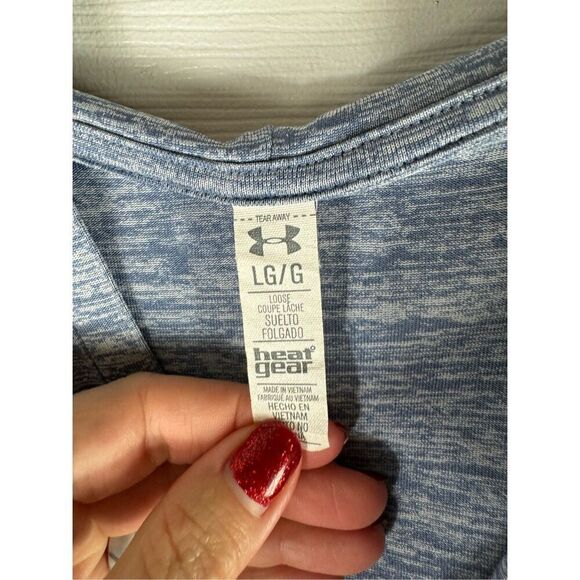 TEAR AWAY
LG/G
LOOSE
COUPE LÂCHE
SUELTO
FOLGADO
heat
gear
MADE IN VIETNAM
FABRIQUÉ AU VIETNAM
HECHO EN
VIETNAM
NO